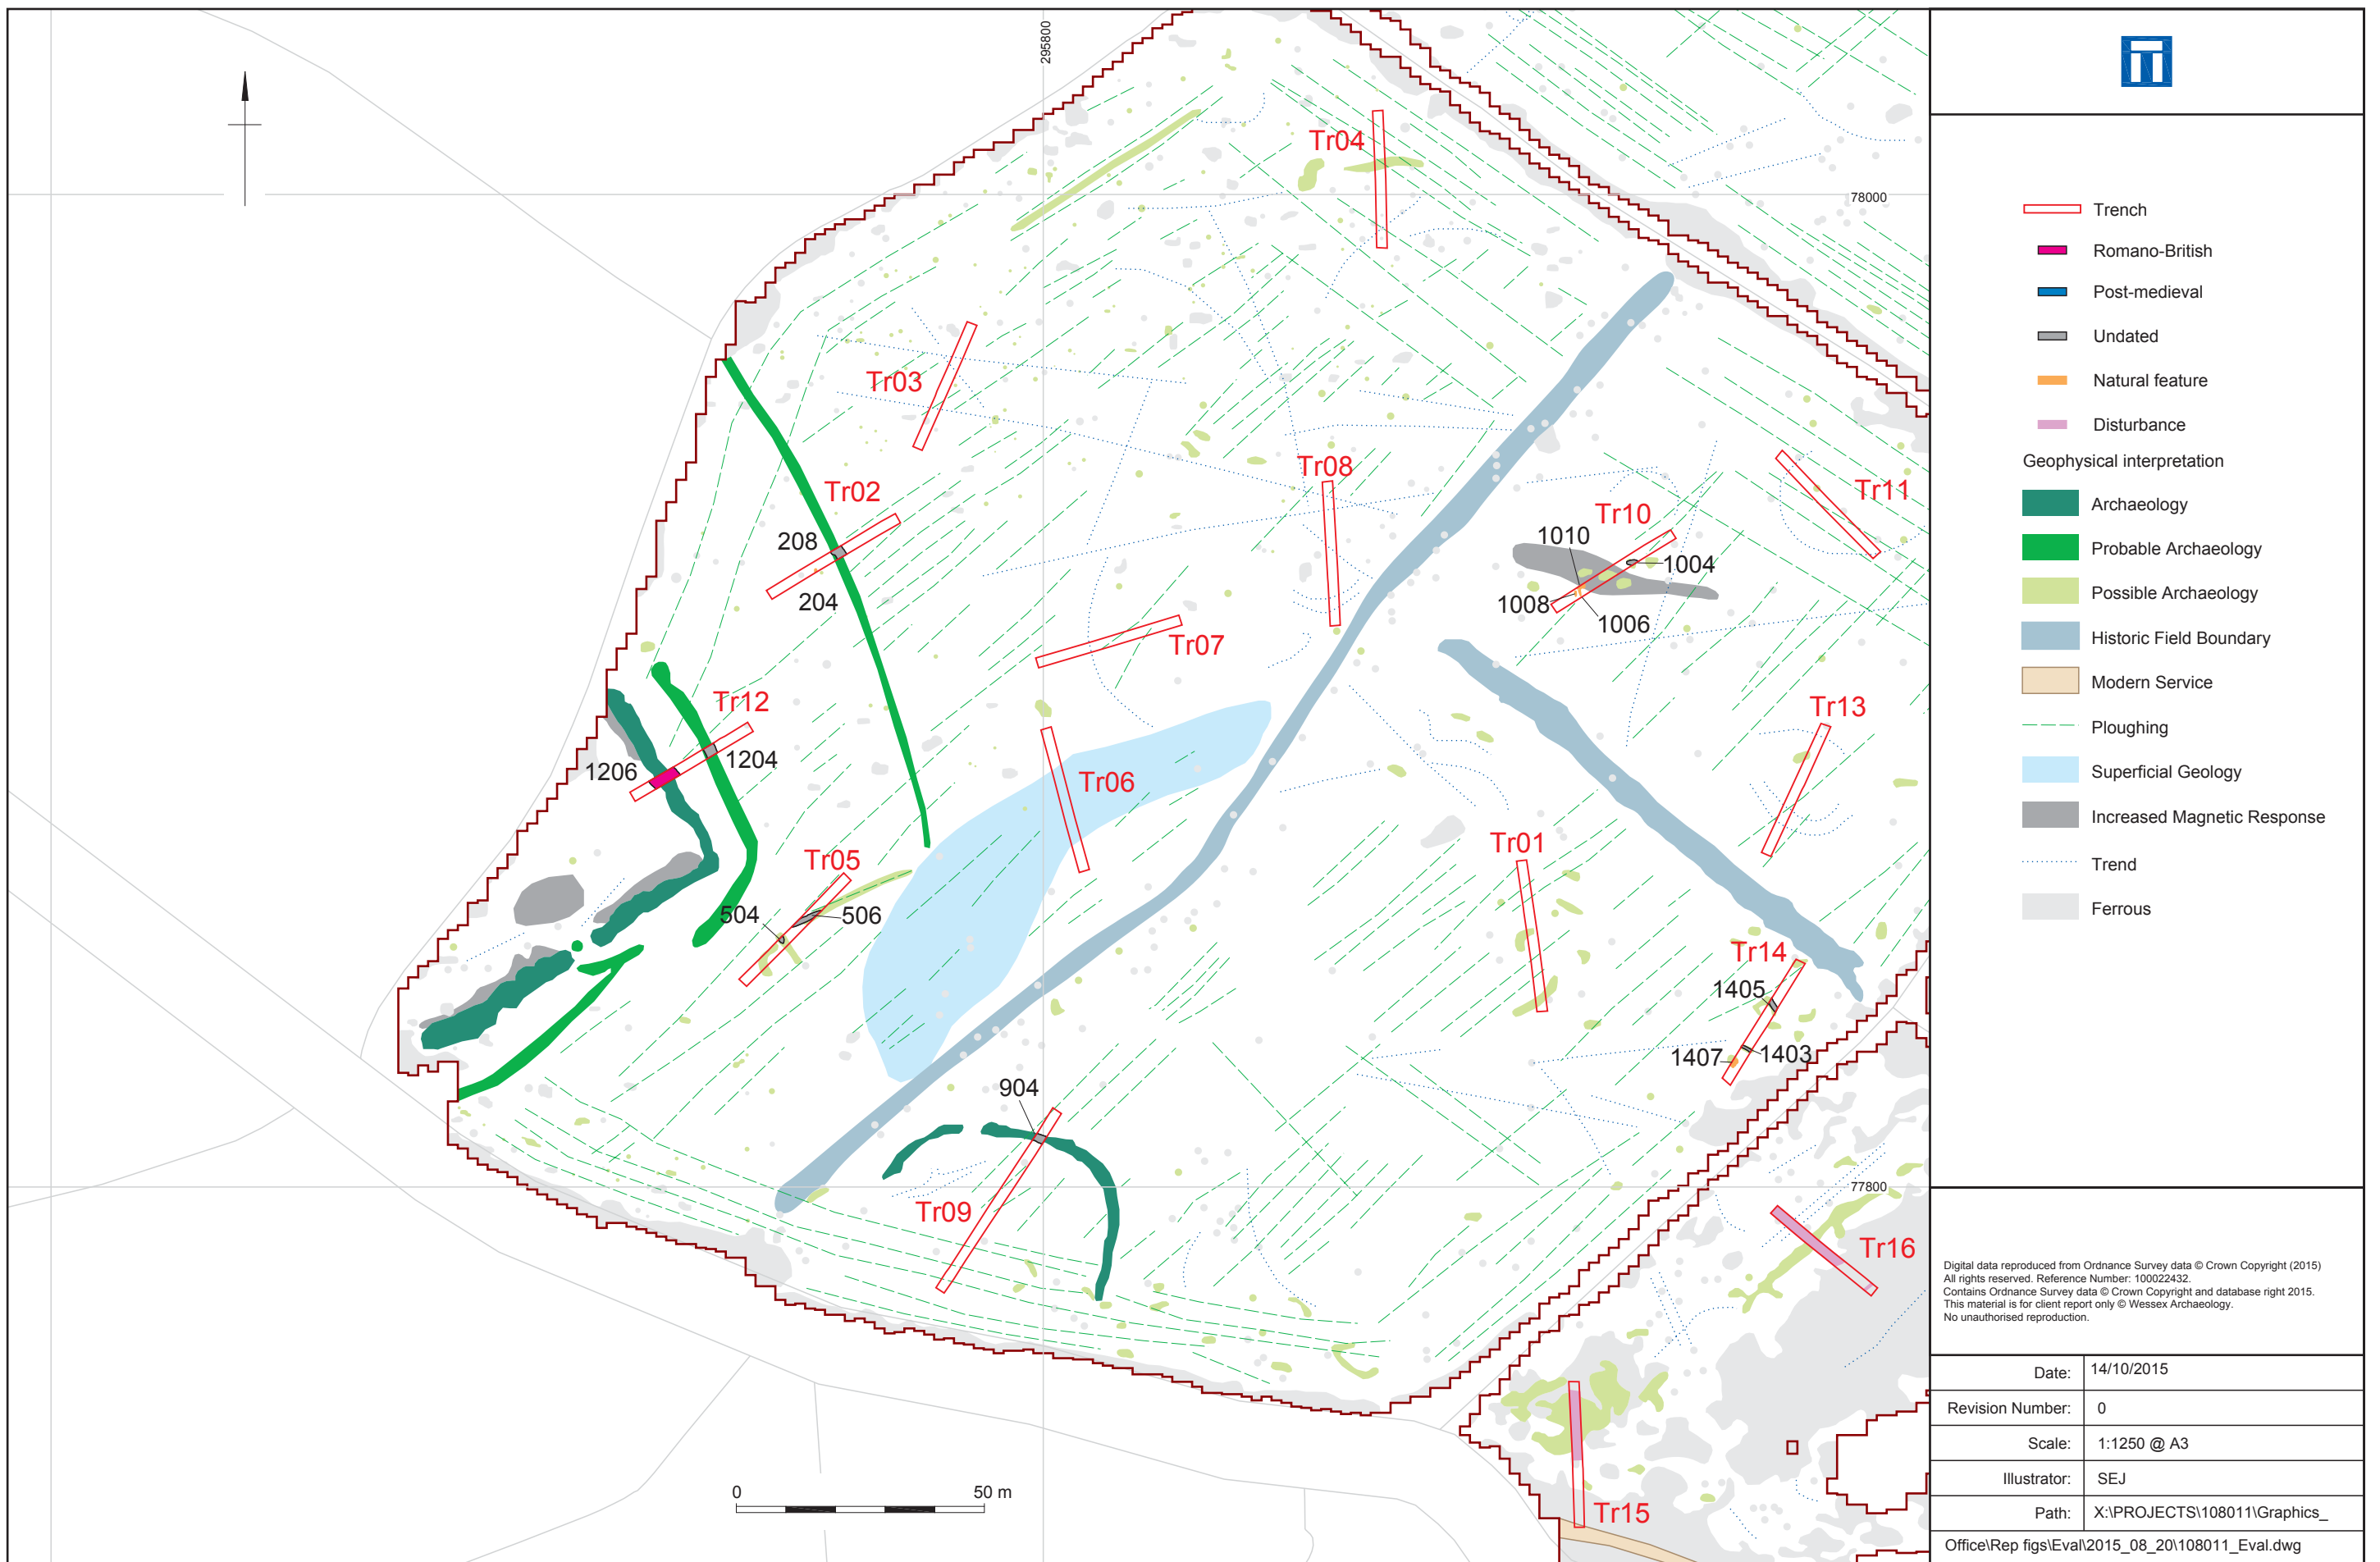 295800
78000
Tr04
Tr03
Tr02
208
204
Tr08
Tr10
1010
1004
1008
1006
Tr11
Tr07
Tr12
1206
1204
Tr06
Tr13
Tr05
504
506
Tr01
Tr14
1405
1407
1403
904
Tr09
77800
Tr16
Tr15
0 50 m
Trench
Romano-British
Post-medieval
Undated
Natural feature
Disturbance
Geophysical interpretation
Archaeology
Probable Archaeology
Possible Archaeology
Historic Field Boundary
Modern Service
Ploughing
Superficial Geology
Increased Magnetic Response
Trend
Ferrous
Digital data reproduced from Ordnance Survey data © Crown Copyright (2015)
All rights reserved. Reference Number: 100022432.
Contains Ordnance Survey data © Crown Copyright and database right 2015.
This material is for client report only © Wessex Archaeology.
No unauthorised reproduction.
Date: 14/10/2015
Revision Number: 0
Scale: 1:1250 @ A3
Illustrator: SEJ
Path: X:\PROJECTS\108011\Graphics_
Office\Rep figs\Eval\2015_08_20\108011_Eval.dwg